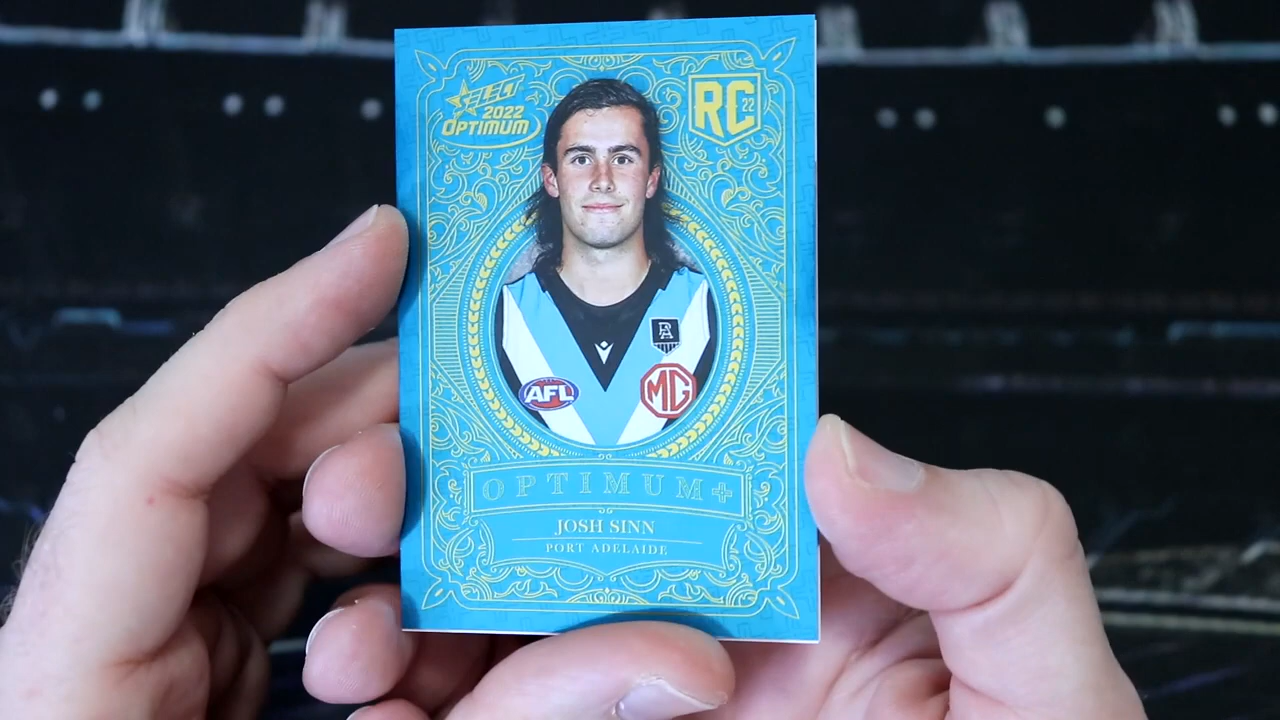 SELECT
2022
OPTIMUM
RC
22
PA
AFL
MG
OPTIMUM+
JOSH SINN
PORT ADELAIDE